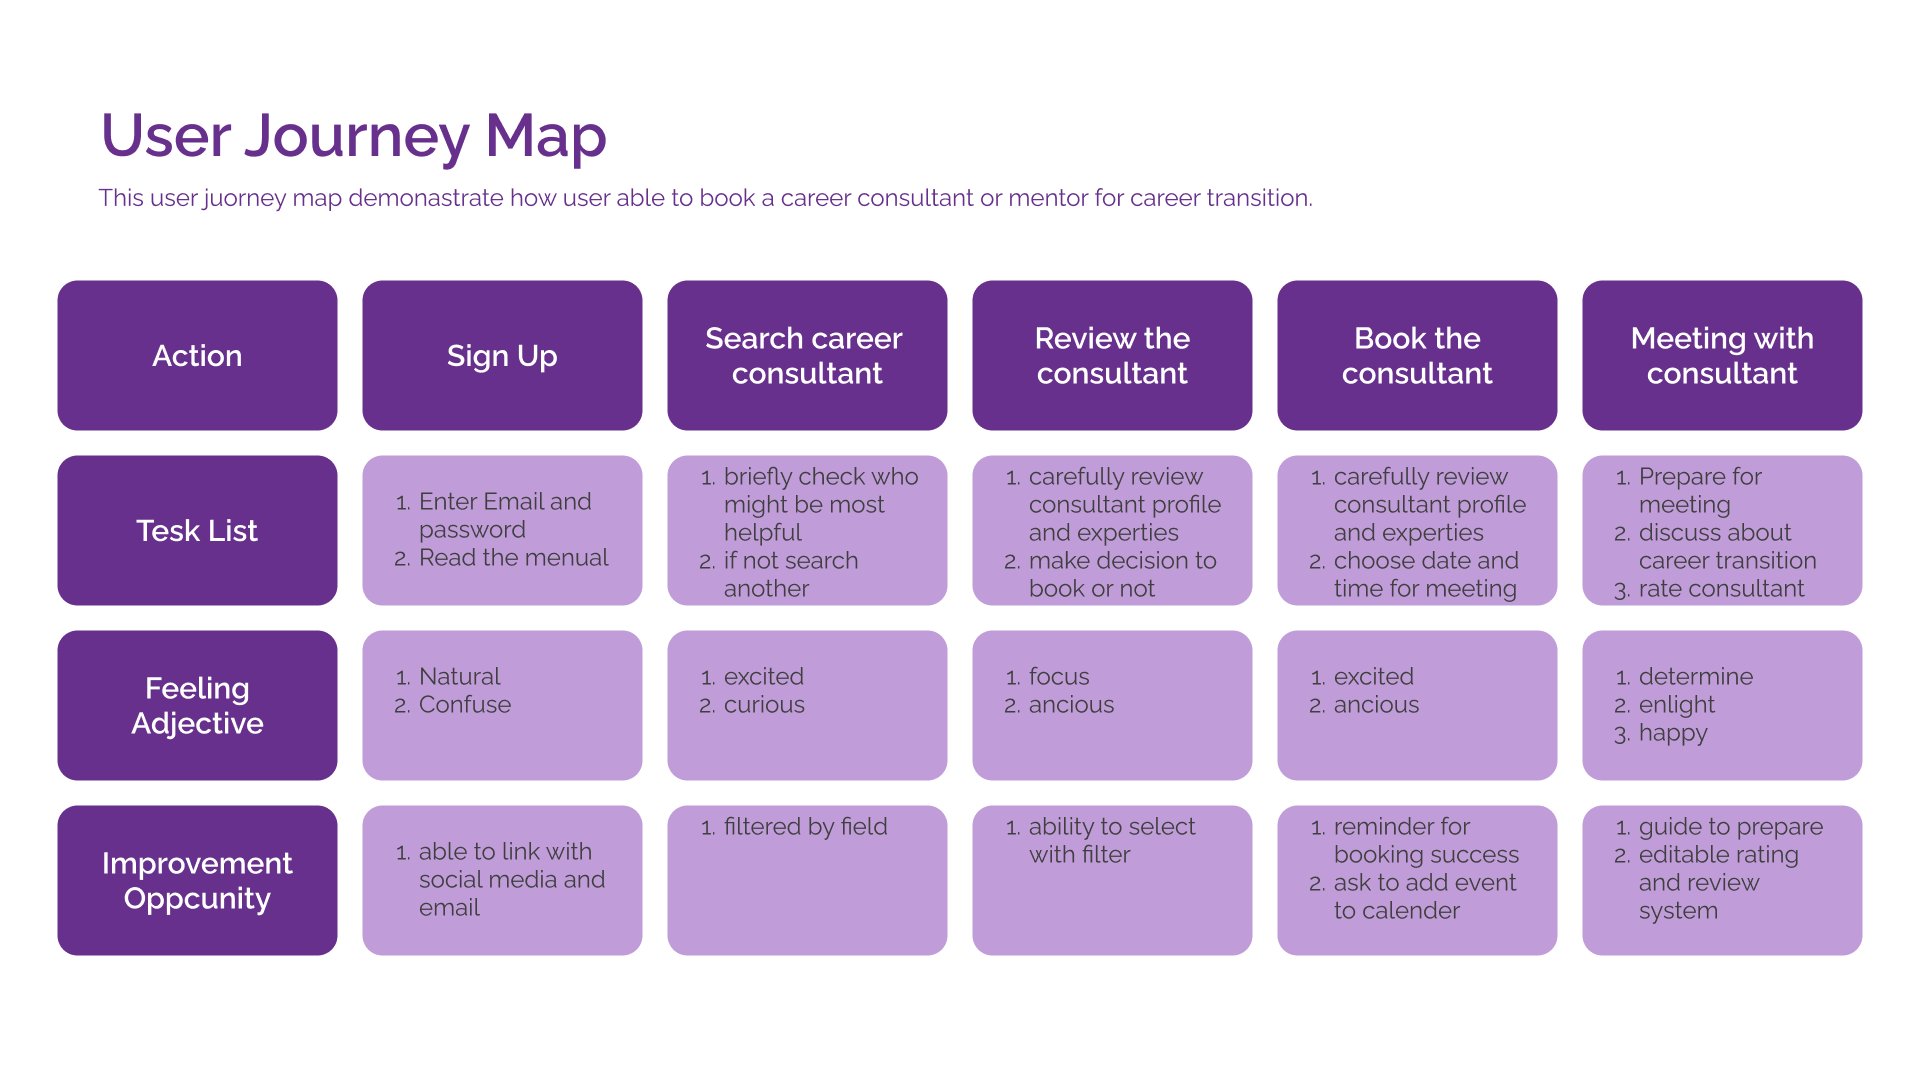 User Journey Map
This user juorney map demonastrate how user able to book a career consultant or mentor for career transition.
Action
Sign Up
Search career
consultant
Review the
consultant
Book the
consultant
Meeting with
consultant
Tesk List
1. Enter Email and
password
2. Read the menual
1. briefly check who
might be most
helpful
2. if not search
another
1. carefully review
consultant profile
and experties
2. make decision to
book or not
1. carefully review
consultant profile
and experties
2. choose date and
time for meeting
1. Prepare for
meeting
2. discuss about
career transition
3. rate consultant
Feeling
Adjective
1. Natural
2. Confuse
1. excited
2. curious
1. focus
2. ancious
1. excited
2. ancious
1. determine
2. enlight
3. happy
Improvement
Oppcunity
1. able to link with
social media and
email
1. filtered by field
1. ability to select
with filter
1. reminder for
booking success
2. ask to add event
to calender
1. guide to prepare
2. editable rating
and review
system